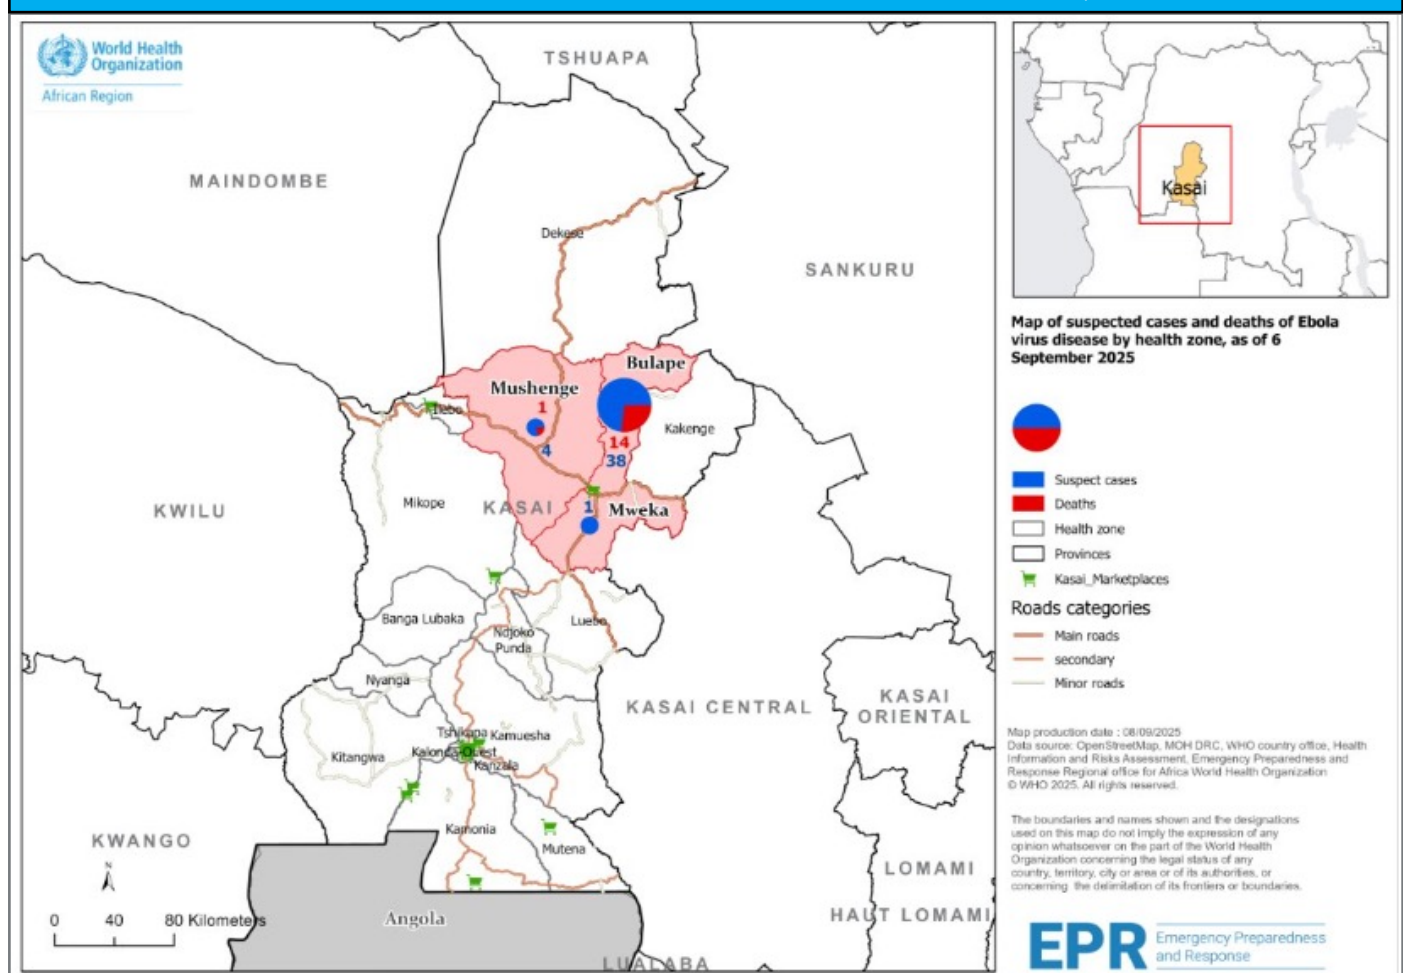 World Health
Organization
African Region
TSHUAPA
MAINDOMBE
Dekese
SANKURU
Kasai
Map of suspected cases and deaths of Ebola
virus disease by health zone, as of 6
September 2025
Bulape
Mushenge
1
4
Ilebo
14
38
Kakenge
Mikope
KASAI
1
Mweka
KWILU
Suspect cases
Deaths
Health zone
Provinces
Kasai_Marketplaces
Roads categories
Main roads
secondary
Minor roads
Banga Lubaka
Ndjoko
Punda
Luebo
Nyanga
KASAI CENTRAL
KASAI
ORIENTAL
Tshikapa
Kamuesha
Kalonda-Ouest
Kanzala
Kitangwa
Map production date : 08/09/2025
Data source: OpenStreetMap, MOH DRC, WHO country office, Health
Information and Risks Assessment, Emergency Preparedness and
Response Regional office for Africa World Health Organization
© WHO 2025. All rights reserved.
KWANGO
Kamonia
Mutena
The boundaries and names shown and the designations
used on this map do not imply the expression of any
opinion whatsoever on the part of the World Health
Organization concerning the legal status of any
country, territory, city or area or of its authorities, or
concerning the delimitation of its frontiers or boundaries.
LOMAMI
HAUT LOMAMI
N
0 40 80 Kilometers
Angola
LUALABA
EPR
Emergency Preparedness
and Response